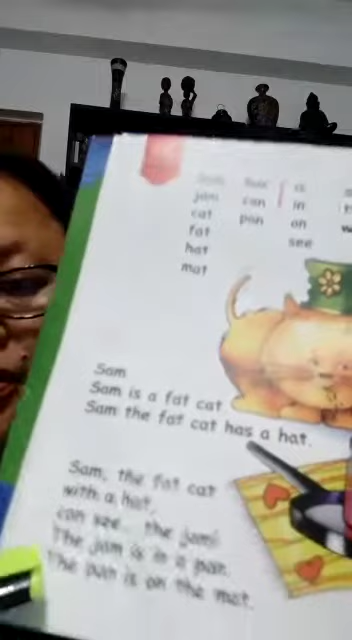 jam can in
cat pan on
fat see
hat
mat
Sam
Sam is a fat cat
Sam the fat cat has a hat.
Sam, the fat cat
with a hat,
can see the jam!
The jam is in a pan.
The pan is on the mat.